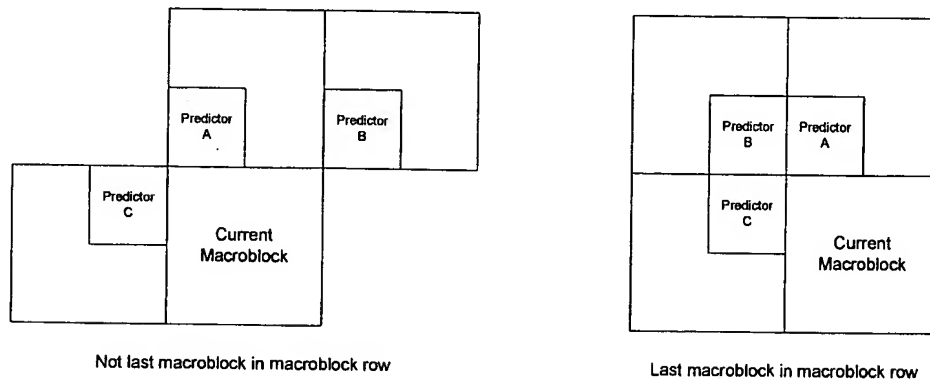 Predictor
A
Predictor
B
Predictor
C
Current
Macroblock
Not last macroblock in macroblock row
Predictor
B
Predictor
A
Predictor
C
Current
Macroblock
Last macroblock in macroblock row